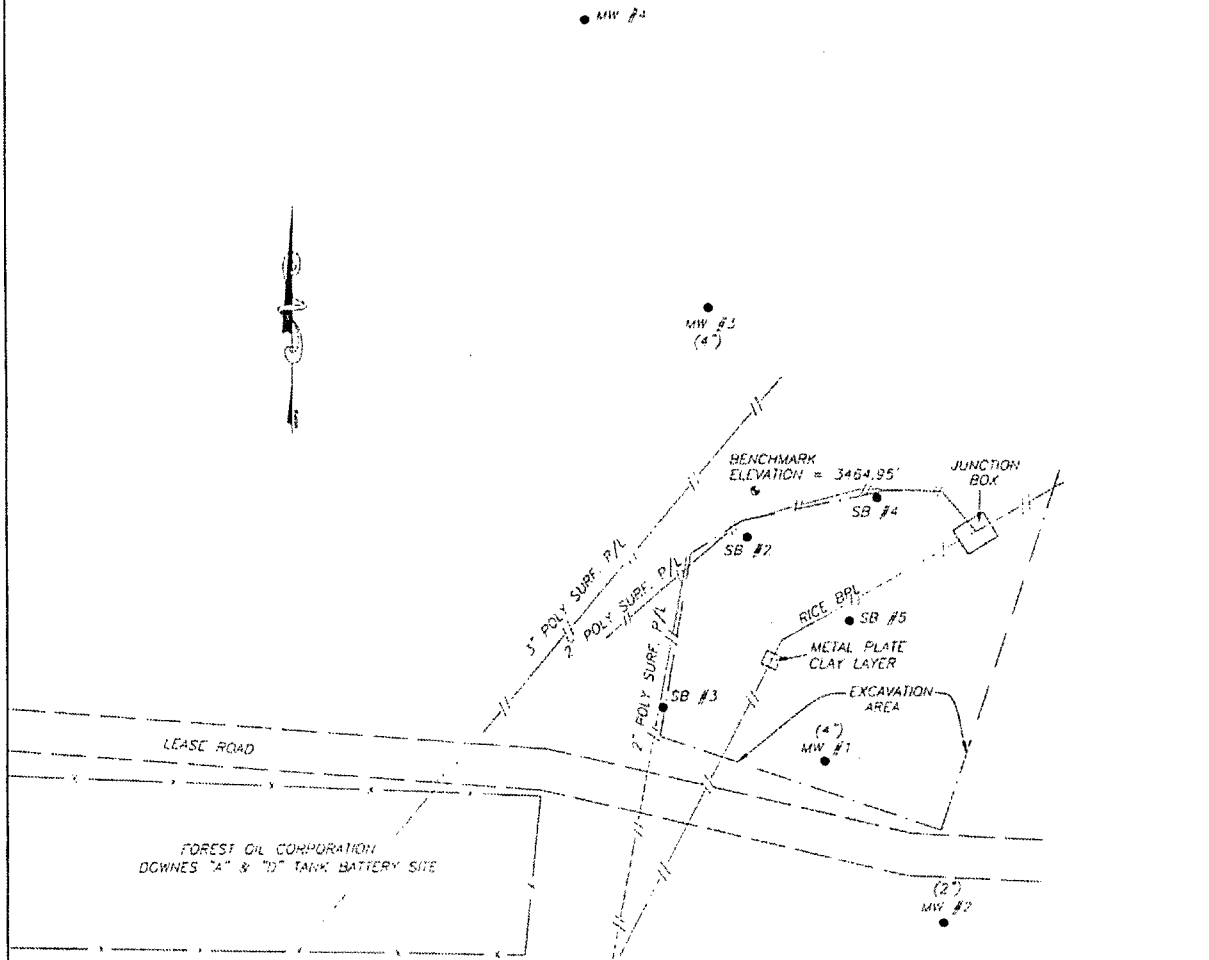 MW #4
MW #3
(4")
BENCHMARK
ELEVATION = 3464.95'
JUNCTION
BOX
SB #4
SB #2
3" POLY SURF. P/L
2" POLY SURF. P/L
2" POLY SURF. P/L
RICE BPL
SB #5
METAL PLATE
CLAY LAYER
SB #3
EXCAVATION
AREA
(4")
MW #1
LEASE ROAD
FOREST OIL CORPORATION
DOWNES "A" & "D" TANK BATTERY SITE
(2")
MW #2